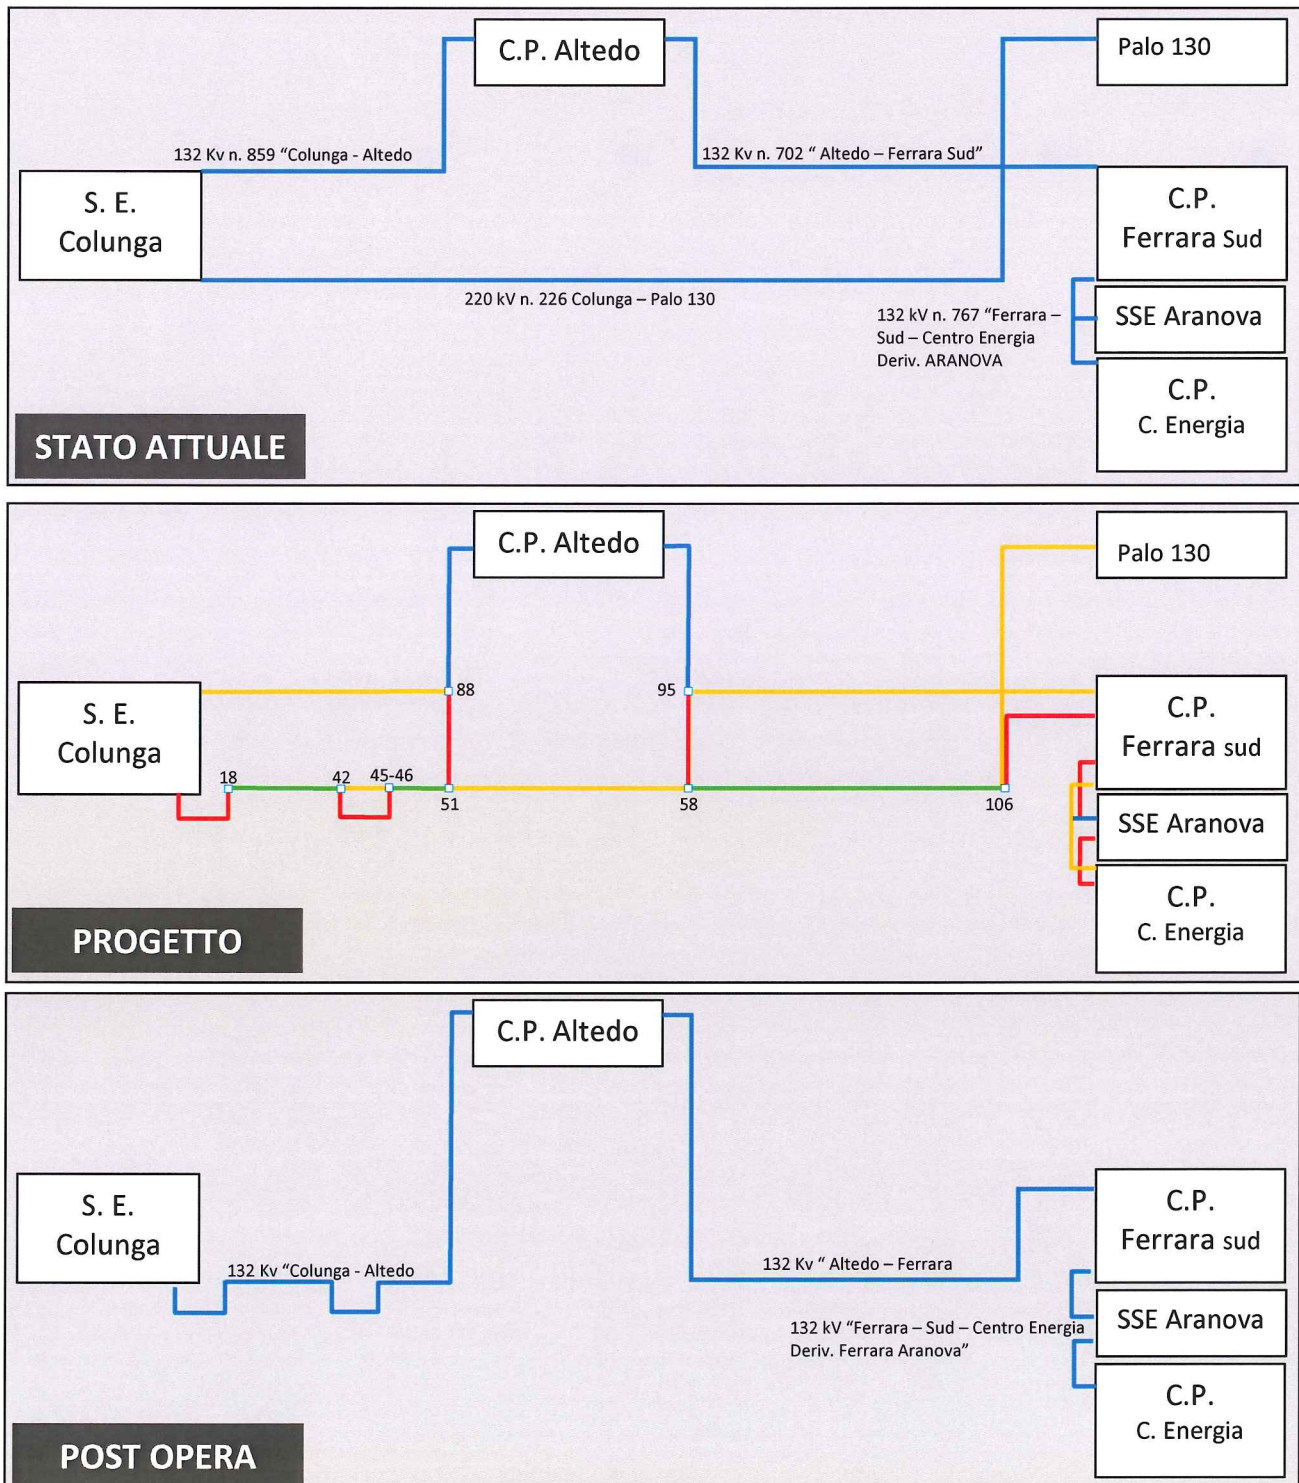 C.P. Altedo
Palo 130
132 Kv n. 859 “Colunga - Altedo
132 Kv n. 702 “ Altedo – Ferrara Sud”
S. E.
Colunga
C.P.
Ferrara Sud
220 kV n. 226 Colunga – Palo 130
132 kV n. 767 “Ferrara –
Sud – Centro Energia
Deriv. ARANOVA
SSE Aranova
C.P.
C. Energia
STATO ATTUALE
C.P. Altedo
Palo 130
88
95
S. E.
Colunga
C.P.
Ferrara sud
18
42
45-46
51
58
106
SSE Aranova
C.P.
C. Energia
PROGETTO
C.P. Altedo
S. E.
Colunga
C.P.
Ferrara sud
132 Kv “Colunga - Altedo
132 Kv “ Altedo – Ferrara
132 kV “Ferrara – Sud – Centro Energia
Deriv. Ferrara Aranova”
SSE Aranova
C.P.
C. Energia
POST OPERA